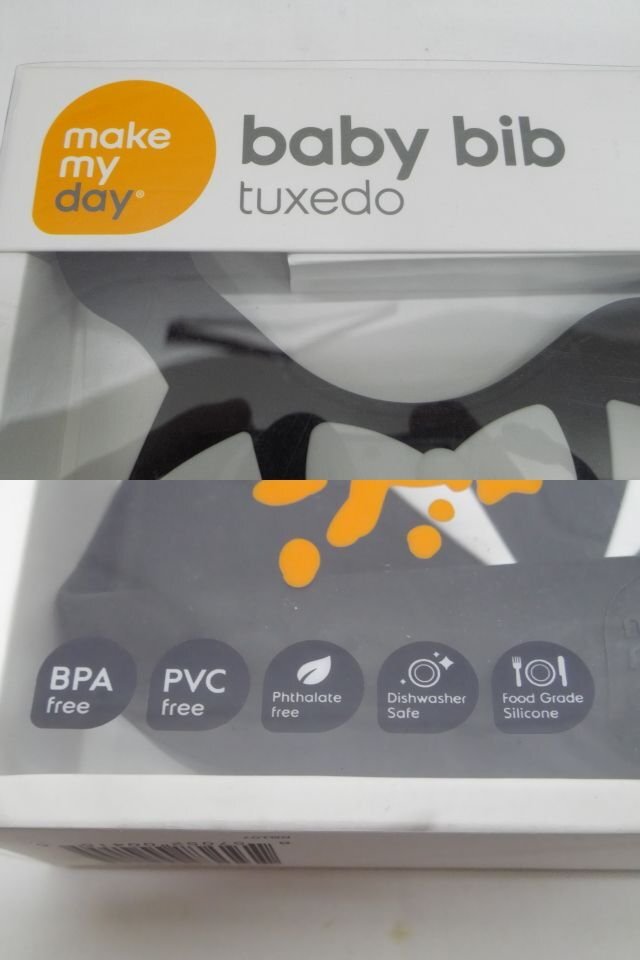 make
my
day®
baby bib
tuxedo
BPA
free
PVC
free
Phthalate
free
Dishwasher
Safe
Food Grade
Silicone